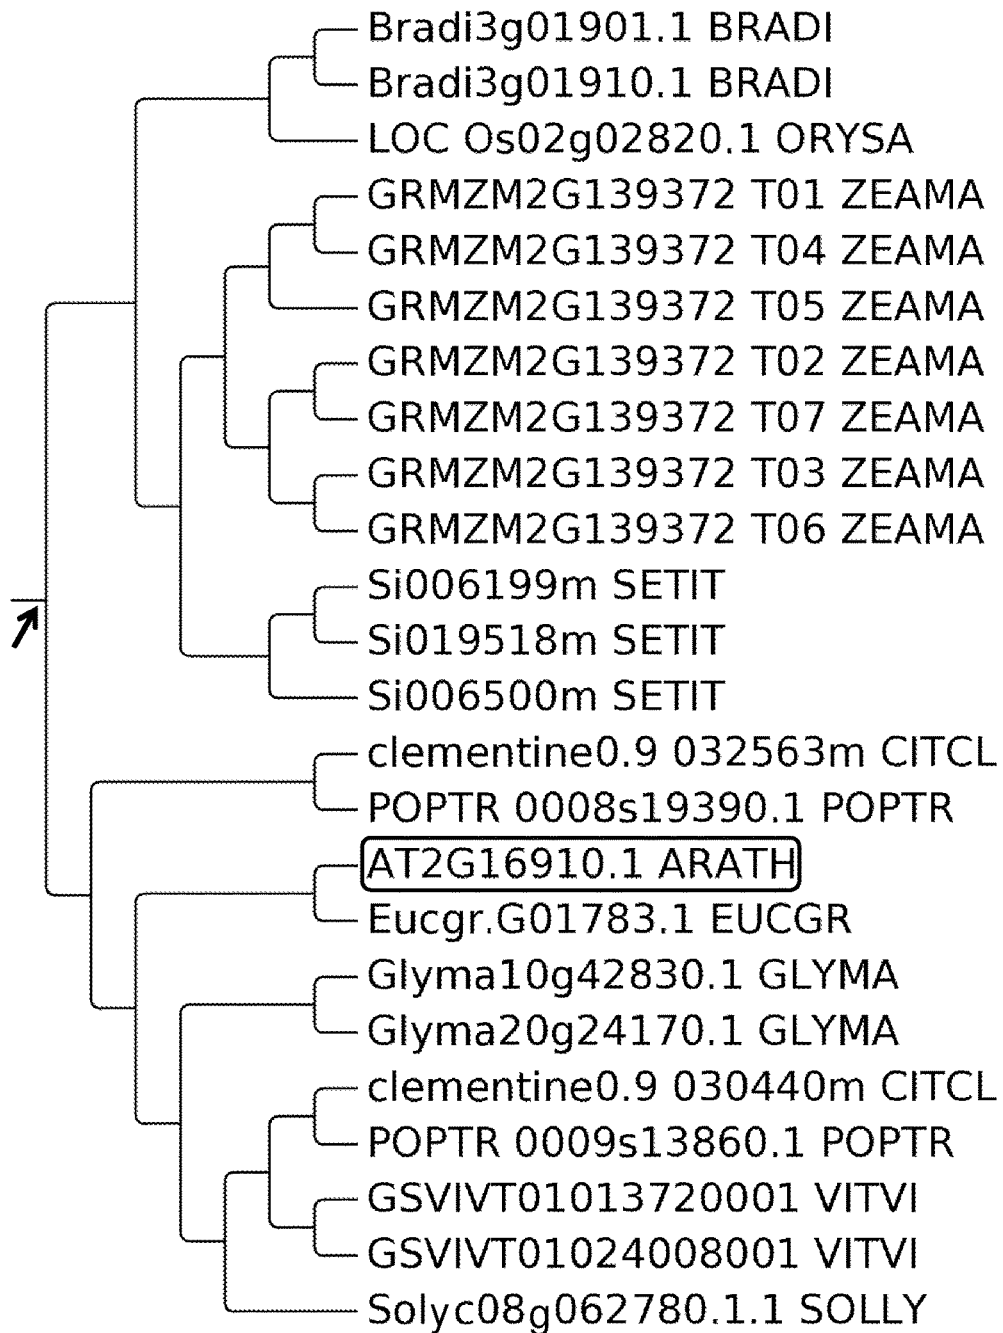 Bradi3g01901.1 BRADI
Bradi3g01910.1 BRADI
LOC Os02g02820.1 ORYSA
GRMZM2G139372 T01 ZEAMA
GRMZM2G139372 T04 ZEAMA
GRMZM2G139372 T05 ZEAMA
GRMZM2G139372 T02 ZEAMA
GRMZM2G139372 T07 ZEAMA
GRMZM2G139372 T03 ZEAMA
GRMZM2G139372 T06 ZEAMA
Si006199m SETIT
Si019518m SETIT
Si006500m SETIT
clementine0.9 032563m CITCL
POPTR 0008s19390.1 POPTR
AT2G16910.1 ARATH
Eucgr.G01783.1 EUCGR
Glyma10g42830.1 GLYMA
Glyma20g24170.1 GLYMA
clementine0.9 030440m CITCL
POPTR 0009s13860.1 POPTR
GSVIVT01013720001 VITVI
GSVIVT01024008001 VITVI
Solyc08g062780.1.1 SOLLY